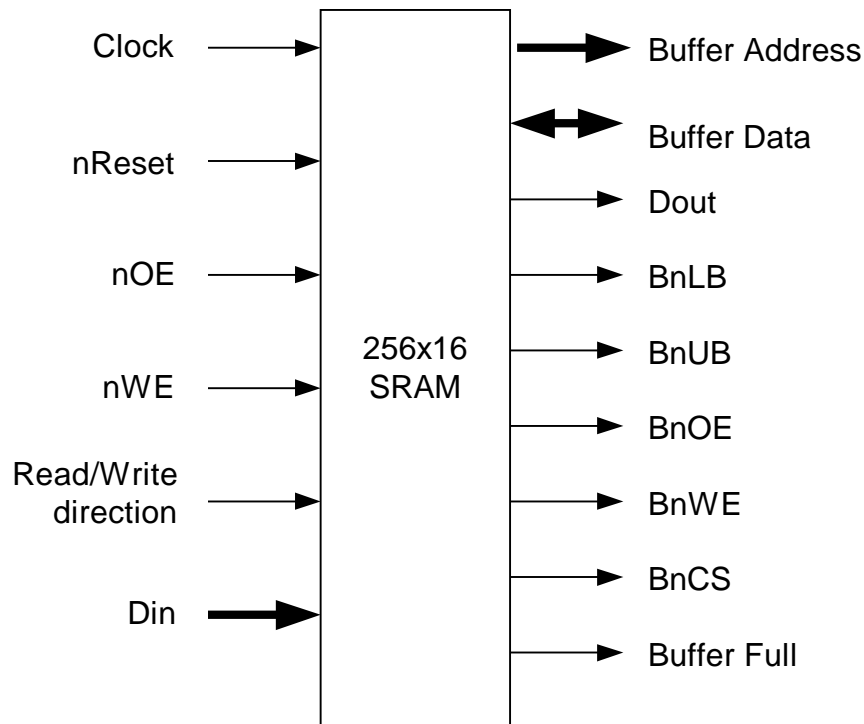 Clock
nReset
nOE
nWE
Read/Write
direction
Din
256x16
SRAM
Buffer Address
Buffer Data
Dout
BnLB
BnUB
BnOE
BnWE
BnCS
Buffer Full